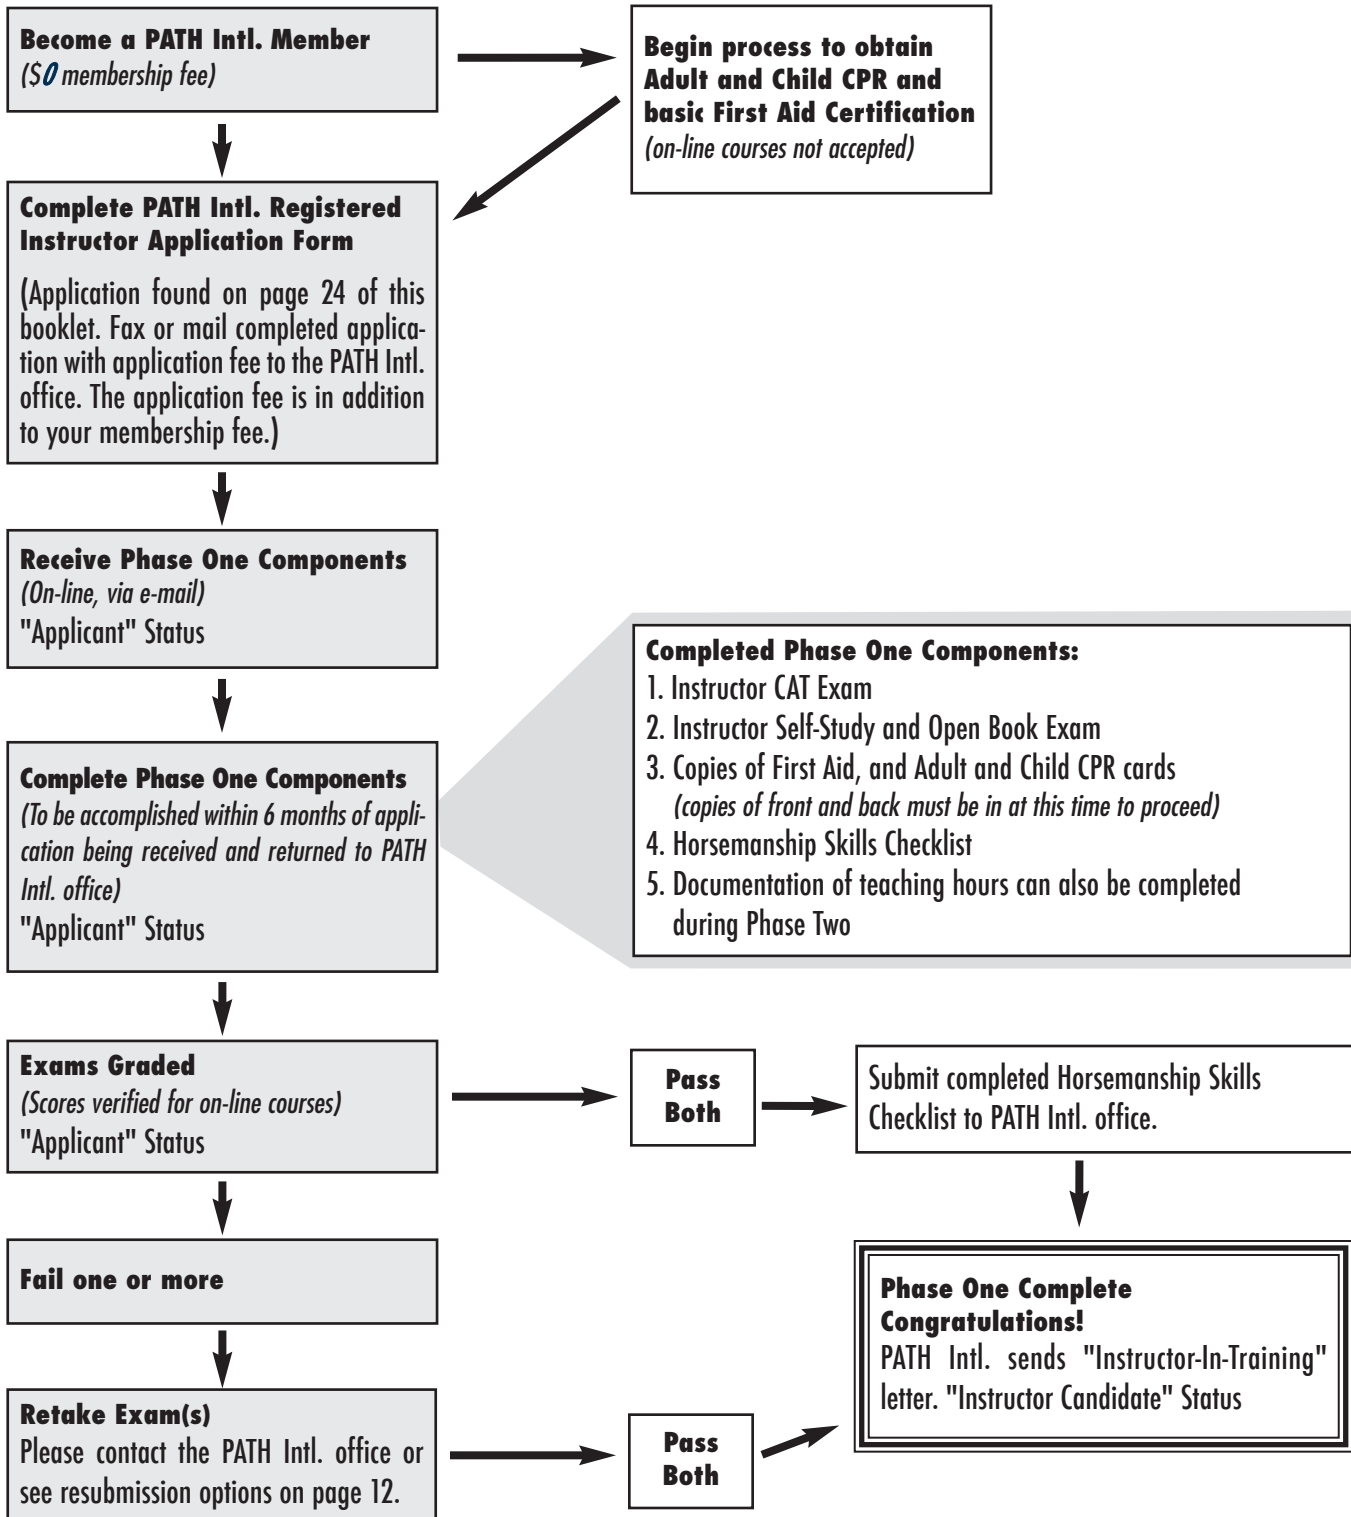 Become a PATH Intl. Member
($0 membership fee)
Begin process to obtain
Adult and Child CPR and
basic First Aid Certification
(on-line courses not accepted)
Complete PATH Intl. Registered
Instructor Application Form
(Application found on page 24 of this
booklet. Fax or mail completed applica-
tion with application fee to the PATH Intl.
office. The application fee is in addition
to your membership fee.)
Receive Phase One Components
(On-line, via e-mail)
"Applicant" Status
Complete Phase One Components
(To be accomplished within 6 months of appli-
cation being received and returned to PATH
Intl. office)
"Applicant" Status
Completed Phase One Components:
1. Instructor CAT Exam
2. Instructor Self-Study and Open Book Exam
3. Copies of First Aid, and Adult and Child CPR cards
(copies of front and back must be in at this time to proceed)
4. Horsemanship Skills Checklist
5. Documentation of teaching hours can also be completed
during Phase Two
Exams Graded
(Scores verified for on-line courses)
"Applicant" Status
Pass
Both
Submit completed Horsemanship Skills
Checklist to PATH Intl. office.
Fail one or more
Phase One Complete
Congratulations!
PATH Intl. sends "Instructor-In-Training"
letter. "Instructor Candidate" Status
Retake Exam(s)
Please contact the PATH Intl. office or
see resubmission options on page 12.
Pass
Both